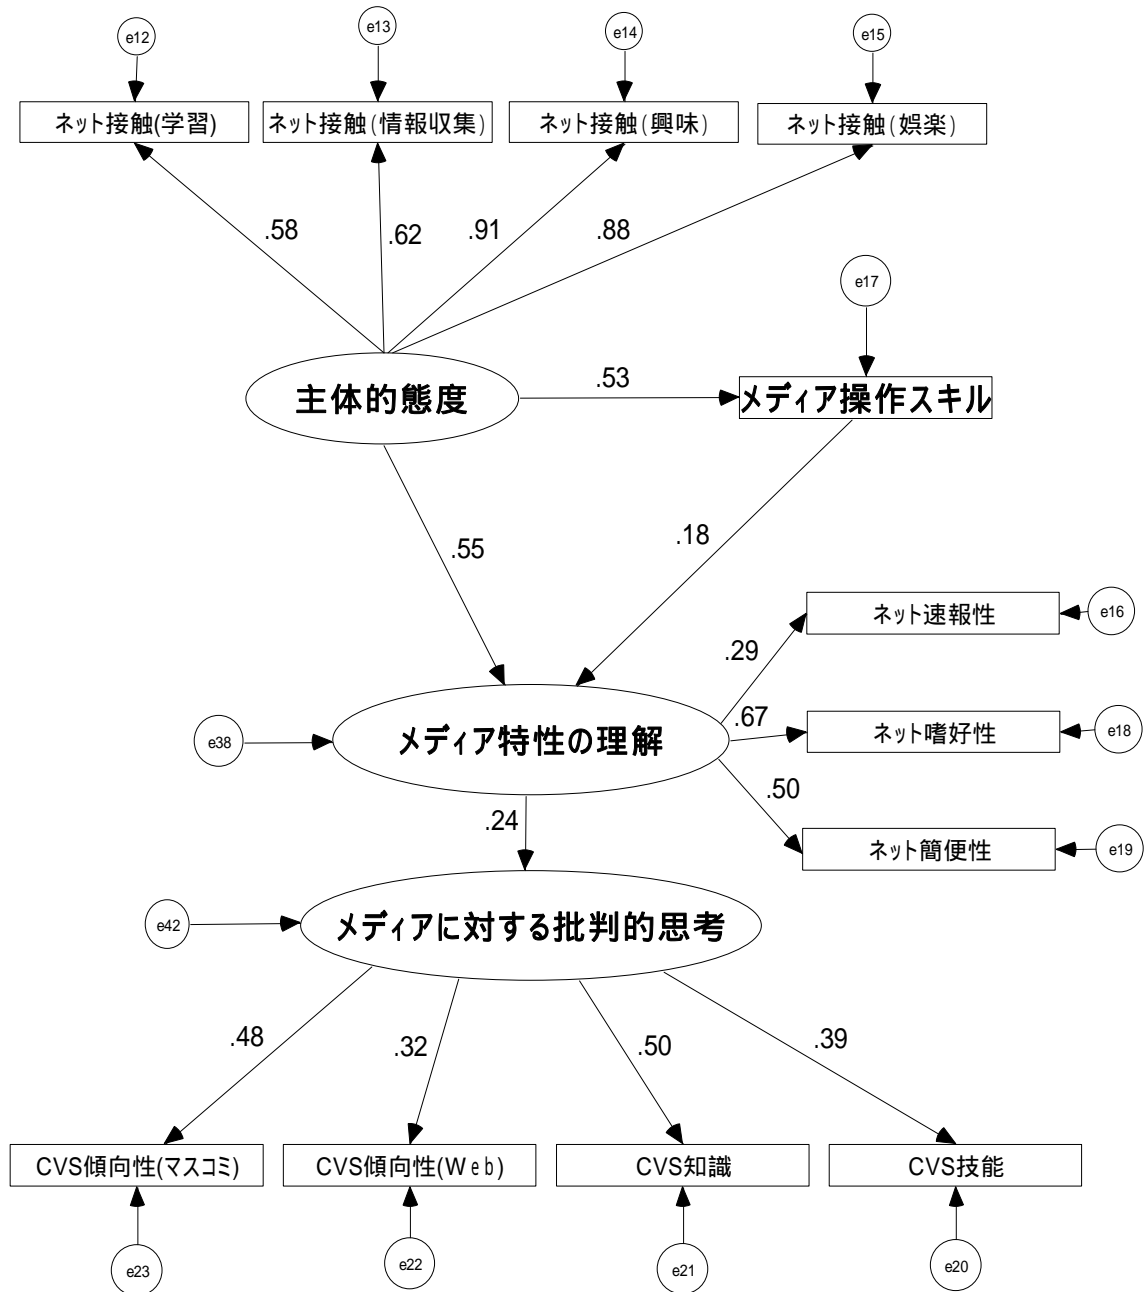 e12
e13
e14
e15
ネット接触(学習)
ネット接触(情報収集)
ネット接触(興味)
ネット接触(娯楽)
.58
.62
.91
.88
e17
主体的態度
.53
メディア操作スキル
.55
.18
ネット速報性
e16
.29
e38
メディア特性の理解
.67
ネット嗜好性
e18
.50
.24
ネット簡便性
e19
e42
メディアに対する批判的思考
.48
.32
.50
.39
CVS傾向性(マスコミ)
CVS傾向性(Web)
CVS知識
CVS技能
e23
e22
e21
e20